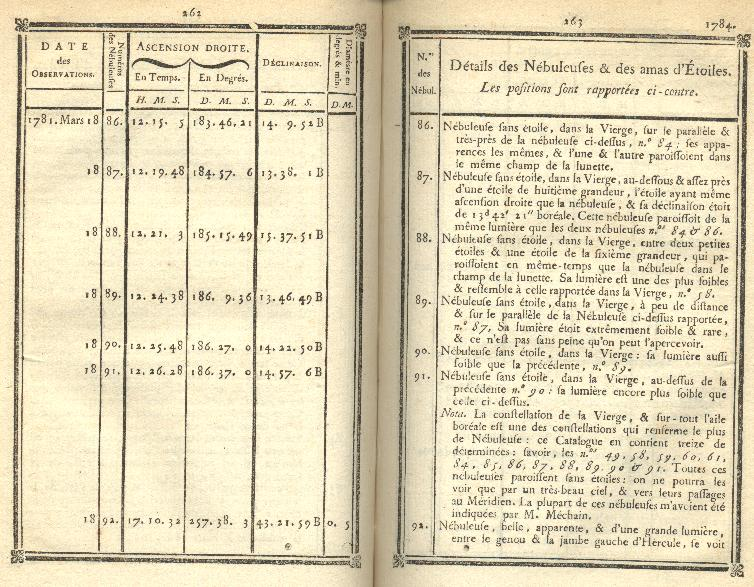 262
DATE
des
OBSERVATIONS.
Numéros
des Nébuleuses
ASCENSION DROITE.
En Temps.
En Degrés.
DÉCLINAISON.
Diamètre en
degrés & min.
H. M. S.
D. M. S.
D. M. S.
D. M.
1781. Mars 18 86. 12. 15. 5 183. 46. 21 14. 9. 52 B
18 87. 12. 19. 48 184. 57. 6 13. 38. 1 B
18 88. 12. 21. 3 185. 15. 49 15. 37. 51 B
18 89. 12. 24. 38 186. 9. 36 13. 46. 49 B
18 90. 12. 25. 48 186. 27. 0 14. 22. 50 B
18 91. 12. 26. 28 186. 37. 0 14. 57. 6 B
18 92. 17. 10. 32 257. 38. 3 43. 21. 59 B 0. 5
263
1784.
N.ºˢ
des
Nébul.
Détails des Nébuleuſes & des amas d'Étoiles.
Les poſitions ſont rapportées ci-contre.
86. Nébuleuſe ſans étoile, dans la Vierge, ſur le parallèle &
très-près de la nébuleuſe ci-deſſus, n.º 84 : ſes appa-
rences les mêmes, & l'une & l'autre paroiſſoient dans
le même champ de la lunette.
87. Nébuleuſe ſans étoile, dans la Vierge, au-deſſous & aſſez près
d'une étoile de huitième grandeur, l'étoile ayant même
aſcenſion droite que la nébuleuſe, & ſa déclinaiſon étoit
de 13ᵈ 42′ 21″ boréale. Cette nébuleuſe paroiſſoit de la
même lumière que les deux nébuleuſes n.ºˢ 84 & 86.
88. Nébuleuſe ſans étoile, dans la Vierge, entre deux petites
étoiles & une étoile de la ſixième grandeur, qui pa-
roiſſoient en même-temps que la nébuleuſe dans le
champ de la lunette. Sa lumière eſt une des plus foibles
& reſſemble à celle rapportée dans la Vierge, n.º 58.
89. Nébuleuſe ſans étoile, dans la Vierge, à peu de diſtance
& ſur le parallèle de la Nébuleuſe ci-deſſus rapportée,
n.º 87. Sa lumière étoit extrêmement foible & rare,
& ce n'eſt pas ſans peine qu'on peut l'apercevoir.
90. Nébuleuſe ſans étoile, dans la Vierge : ſa lumière auſſi
foible que la précédente, n.º 89.
91. Nébuleuſe ſans étoile, dans la Vierge, au-deſſus de la
précédente n.º 90 : ſa lumière encore plus foible que
celle ci-deſſus.
Nota. La conſtellation de la Vierge, & ſur-tout l'aile
boréale eſt une des conſtellations qui renferme le plus
de Nébuleuſe : ce Catalogue en contient treize de
déterminées : ſavoir, les n.ºˢ 49, 58, 59, 60, 61,
84, 85, 86, 87, 88, 89, 90 & 91. Toutes ces
nébuleuſes paroiſſent ſans étoiles : on ne pourra les
voir que par un très-beau ciel, & vers leurs paſſages
au Méridien. La plupart de ces nébuleuſes m'avoient été
indiquées par M. Méchain.
92. Nébuleuſe, belle, apparente, & d'une grande lumière,
entre le genou & la jambe gauche d'Hercule, ſe voit